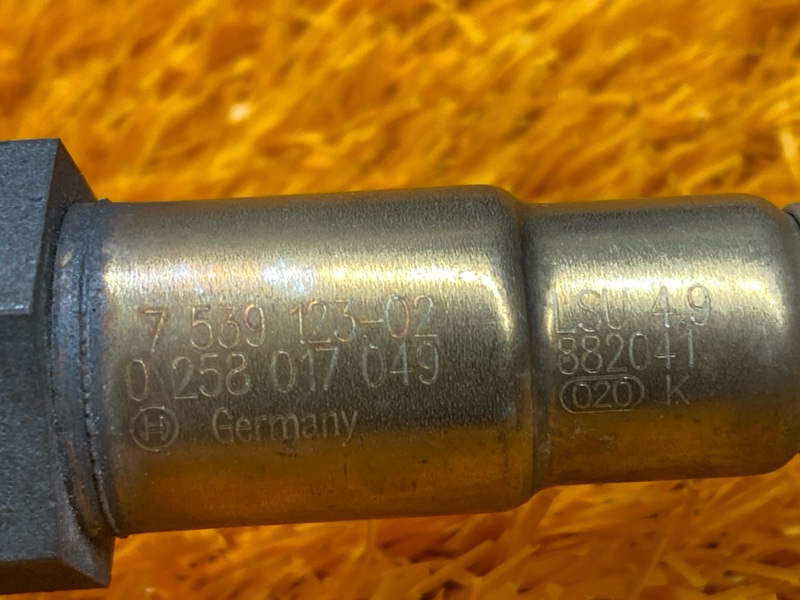 7 539 123-02
0 258 017 049
Germany
LSU 4.9
882041
020 K